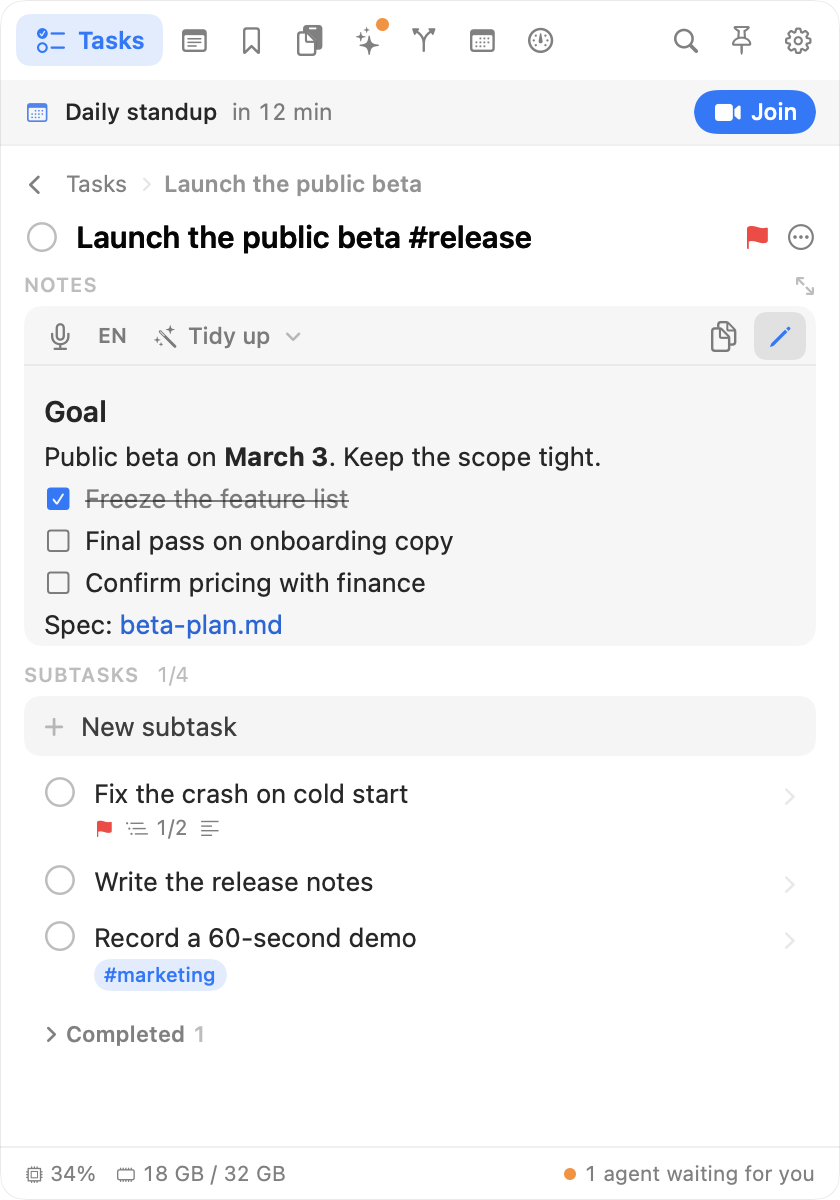 Tasks
Daily standup in 12 min
Join
Tasks Launch the public beta
Launch the public beta #release
NOTES
EN Tidy up
Goal
Public beta on March 3. Keep the scope tight.
Freeze the feature list
Final pass on onboarding copy
Confirm pricing with finance
Spec: beta-plan.md
SUBTASKS 1/4
New subtask
Fix the crash on cold start
1/2
Write the release notes
Record a 60-second demo
#marketing
Completed 1
34% 18 GB / 32 GB
1 agent waiting for you